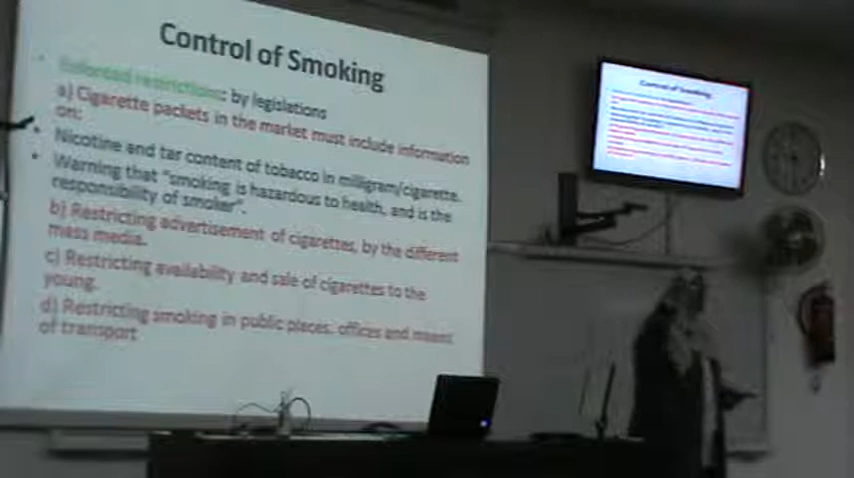 Control of Smoking
• Enforced restrictions: by legislations
a) Cigarette packets in the market must include information
on:
• Nicotine and tar content of tobacco in milligram/cigarette.
• Warning that "smoking is hazardous to health, and is the
responsibility of smoker".
b) Restricting advertisement of cigarettes, by the different
mass media.
c) Restricting availability and sale of cigarettes to the
young.
d) Restricting smoking in public places, offices and means
of transport
Control of Smoking